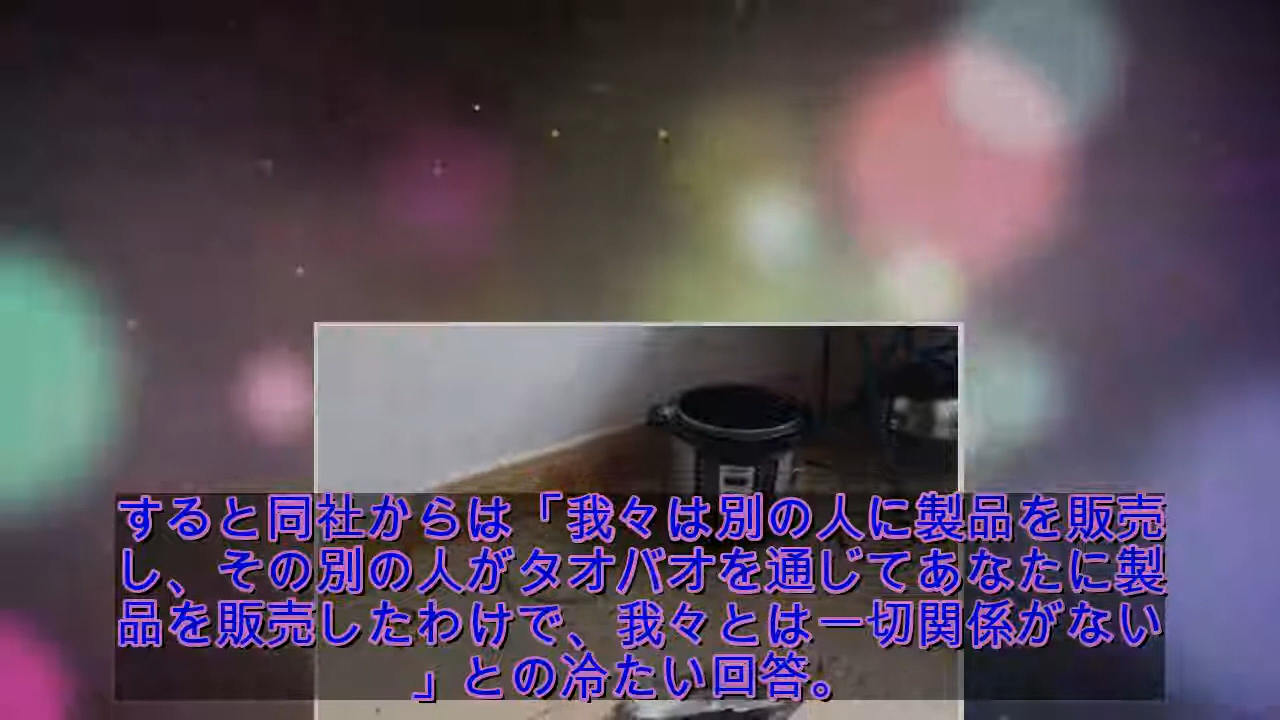 すると同社からは「我々は別の人に製品を販売
し、その別の人がタオバオを通じてあなたに製
品を販売したわけで、我々とは一切関係がない
」との冷たい回答。